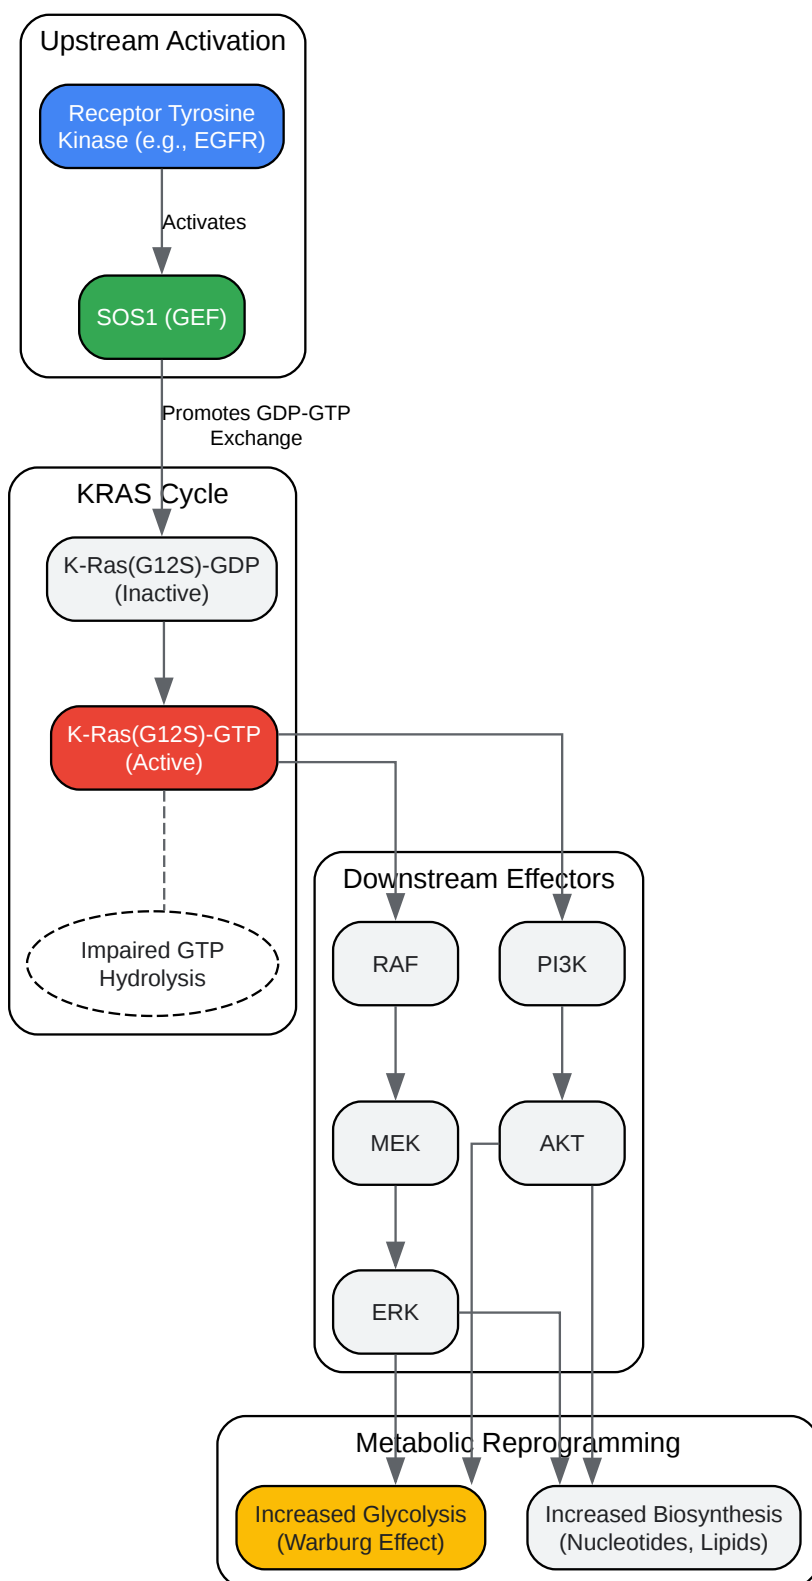 Upstream Activation
Receptor Tyrosine
Kinase (e.g., EGFR)
Activates
SOS1 (GEF)
Promotes GDP-GTP
Exchange
KRAS Cycle
K-Ras(G12S)-GDP
(Inactive)
K-Ras(G12S)-GTP
(Active)
Impaired GTP
Hydrolysis
Downstream Effectors
RAF
PI3K
MEK
AKT
ERK
Metabolic Reprogramming
Increased Glycolysis
(Warburg Effect)
Increased Biosynthesis
(Nucleotides, Lipids)